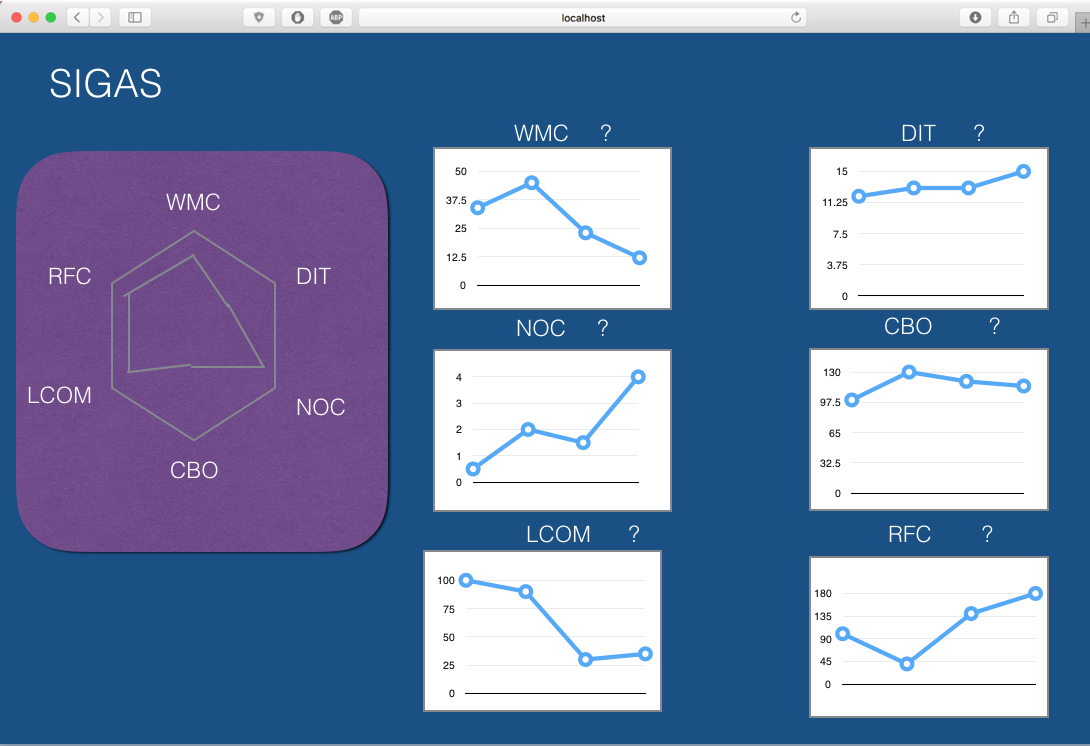 ABP
localhost
SIGAS
WMC
RFC
DIT
LCOM
NOC
CBO
WMC ?
50
37.5
25
12.5
0
DIT ?
15
11.25
7.5
3.75
0
NOC ?
4
3
2
1
0
CBO ?
130
97.5
65
32.5
0
LCOM ?
100
75
50
25
0
RFC ?
180
135
90
45
0